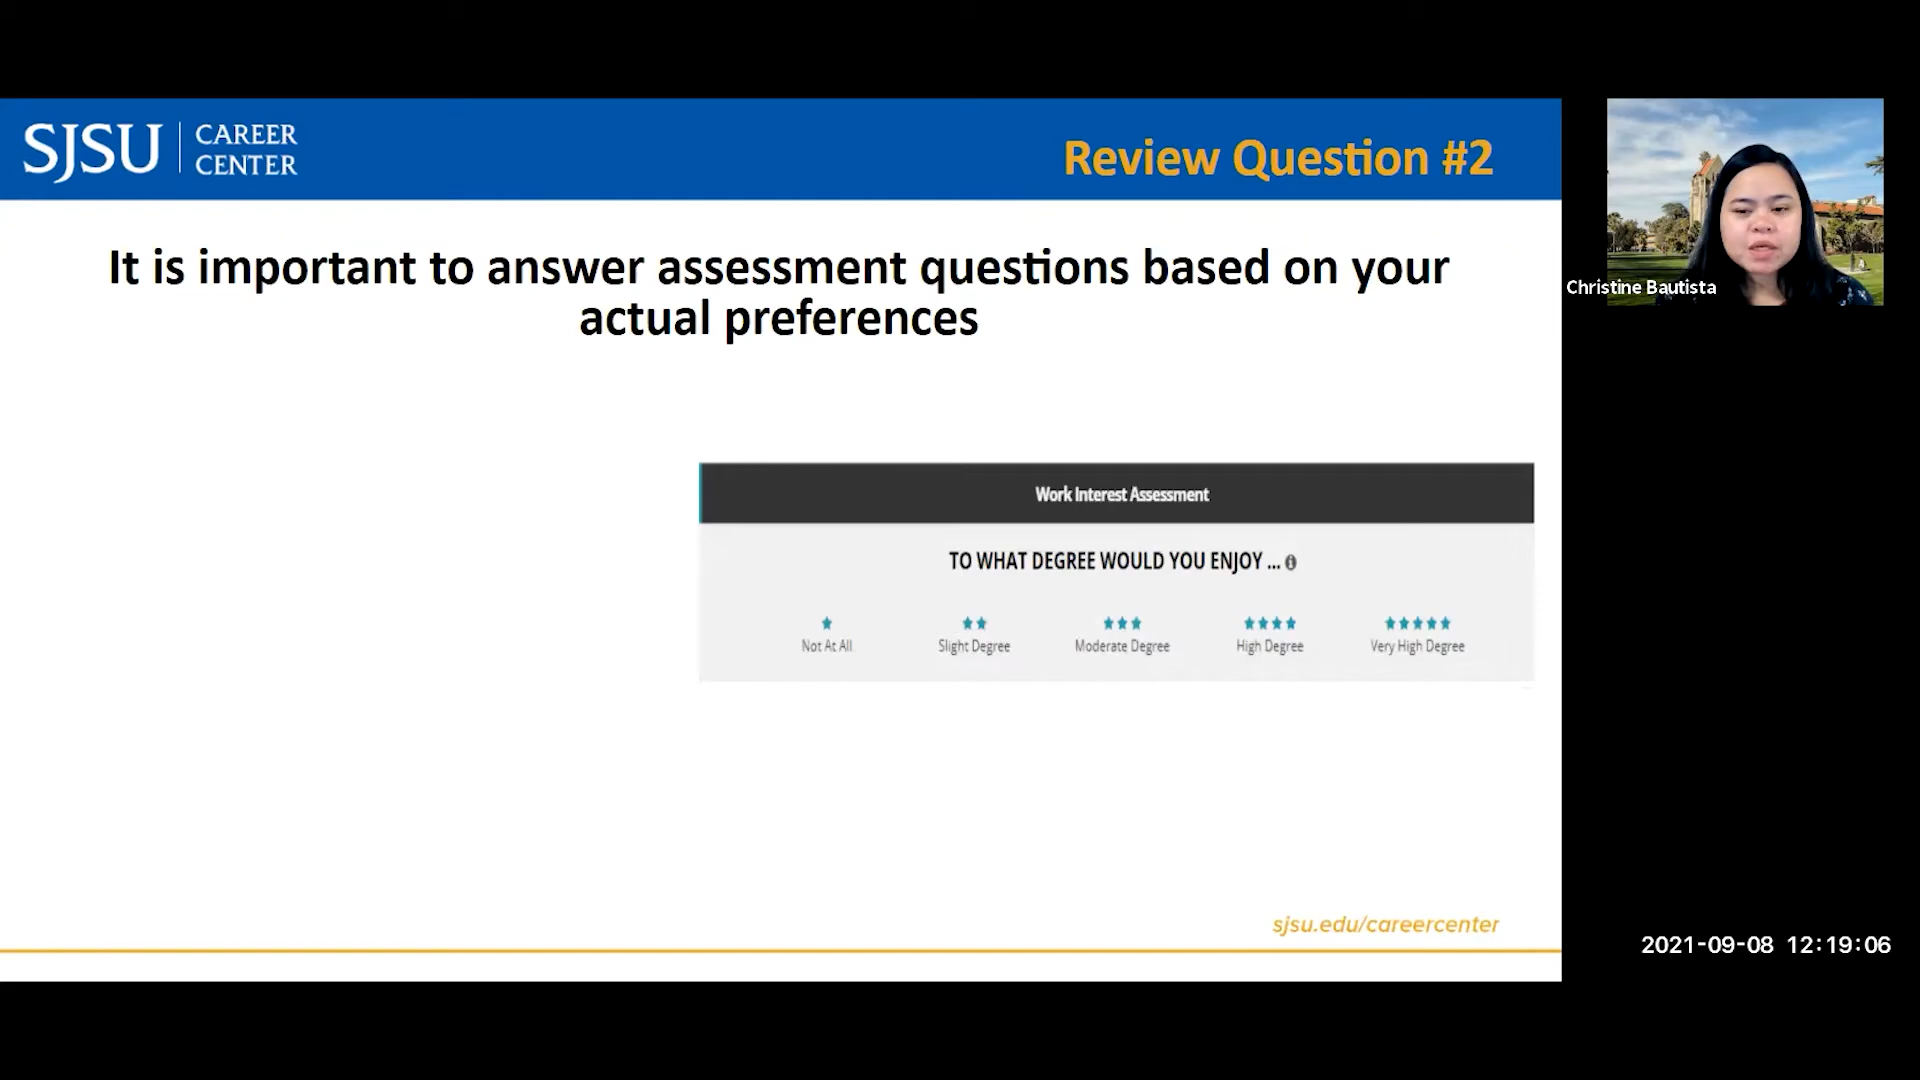 SJSU
CAREER
CENTER
Review Question #2
It is important to answer assessment questions based on your
actual preferences
Christine Bautista
Work Interest Assessment
TO WHAT DEGREE WOULD YOU ENJOY ...
Not At All
Slight Degree
Moderate Degree
High Degree
Very High Degree
sjsu.edu/careercenter
2021-09-08 12:19:06